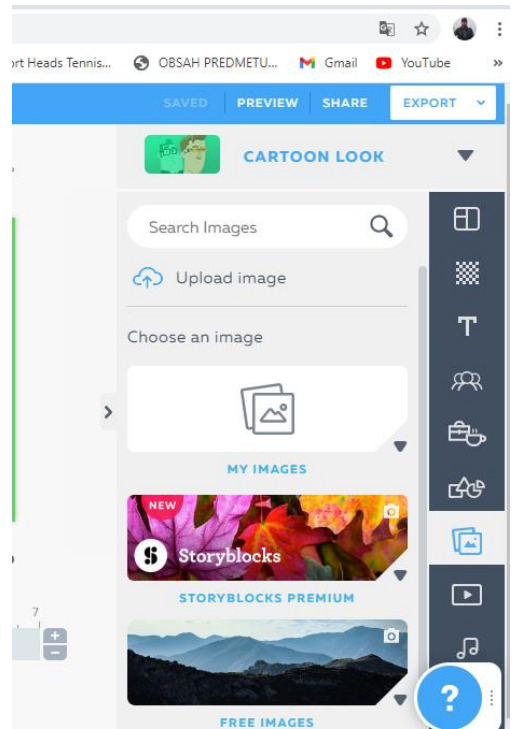 ort Heads Tennis... OBSAH PREDMETU... Gmail YouTube »
SAVED PREVIEW SHARE EXPORT
CARTOON LOOK
Search Images
Upload image
Choose an image
MY IMAGES
NEW
Storyblocks
STORYBLOCKS PREMIUM
7
+
−
FREE IMAGES
?